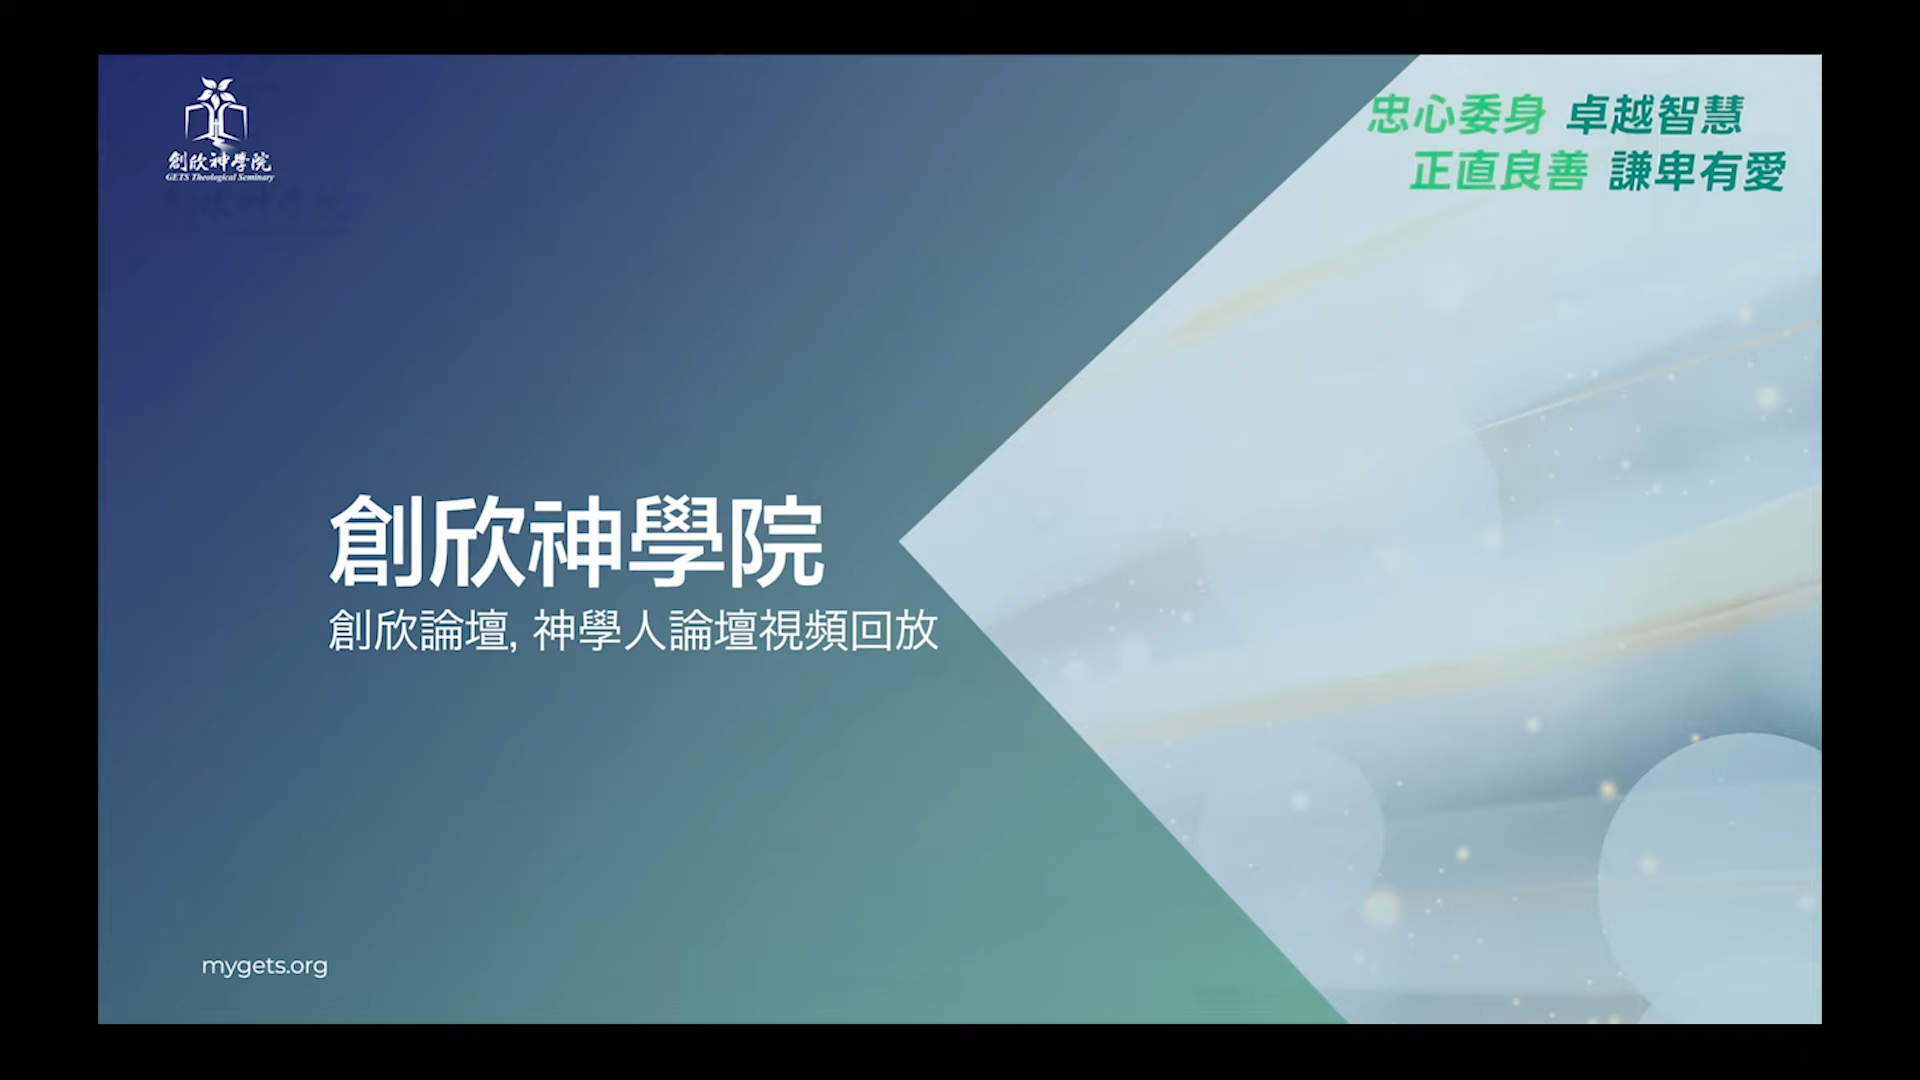 創欣神學院
GETS Theological Seminary
忠心委身 卓越智慧
正直良善 謙卑有愛
創欣神學院
創欣論壇, 神學人論壇視頻回放
mygets.org